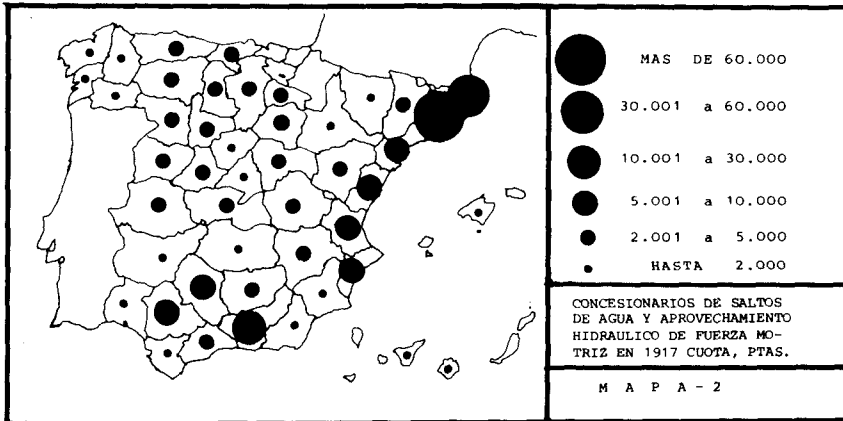 MAS DE 60.000
30.001 a 60.000
10.001 a 30.000
5.001 a 10.000
2.001 a 5.000
HASTA 2.000
CONCESIONARIOS DE SALTOS
DE AGUA Y APROVECHAMIENTO
HIDRAULICO DE FUERZA MO-
TRIZ EN 1917 CUOTA, PTAS.
M A P A - 2